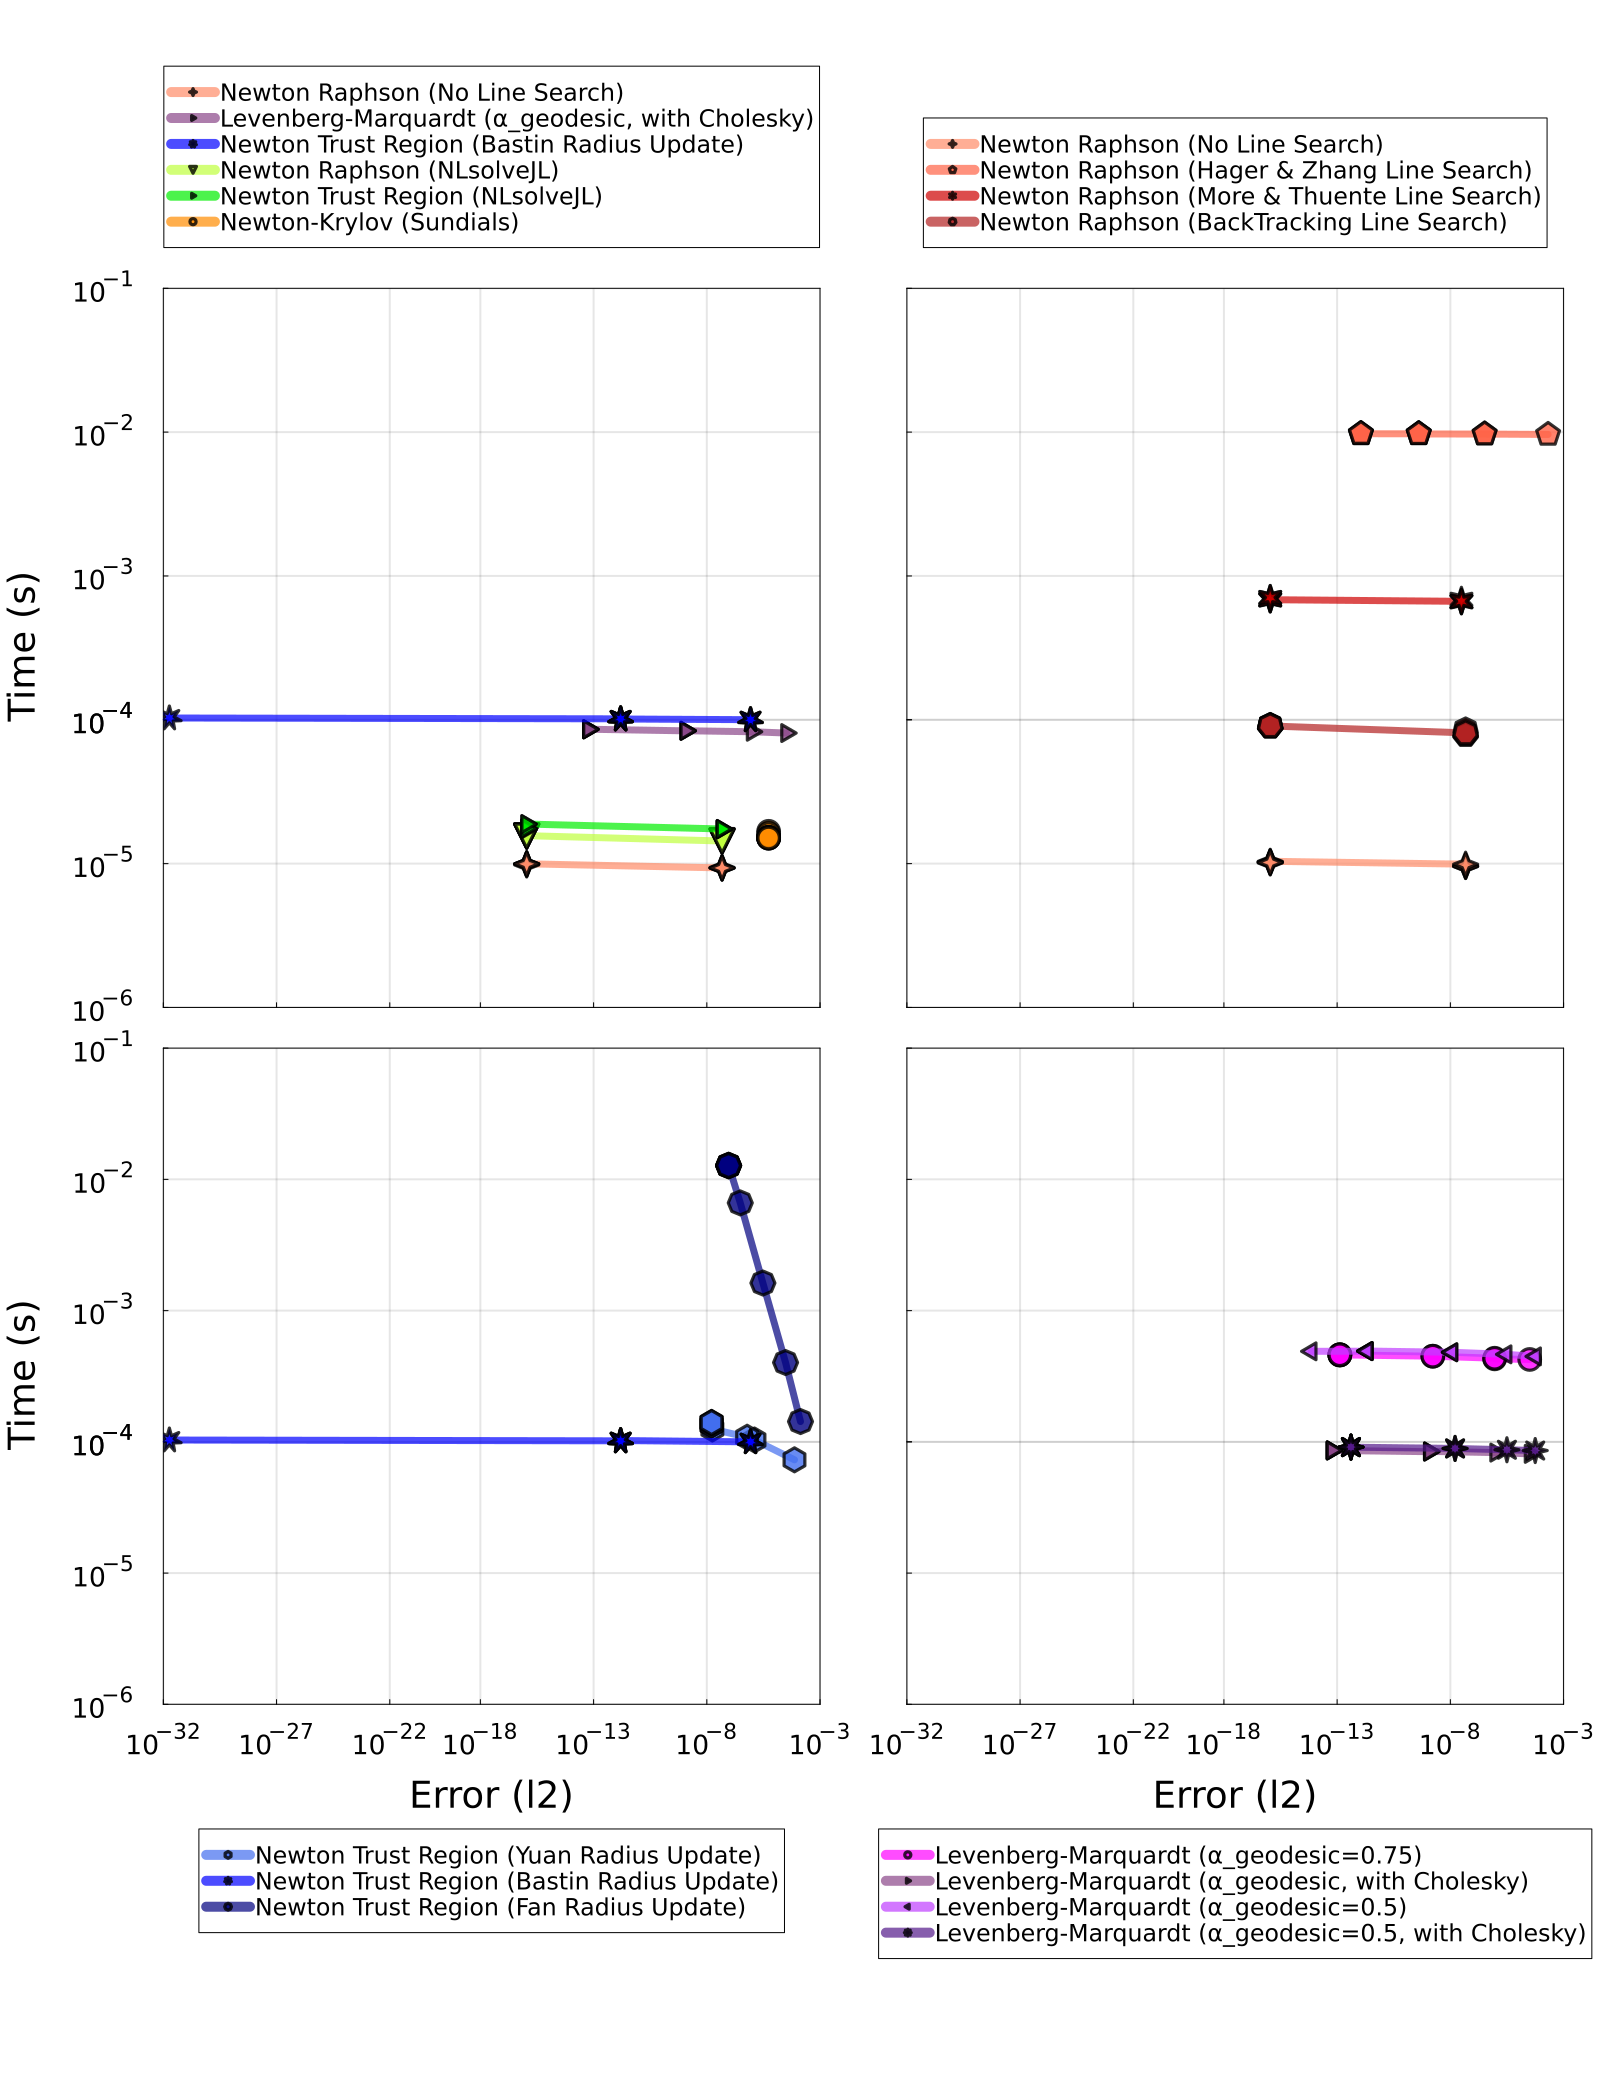 Newton Raphson (No Line Search)
Levenberg-Marquardt (α_geodesic, with Cholesky)
Newton Trust Region (Bastin Radius Update)
Newton Raphson (NLsolveJL)
Newton Trust Region (NLsolveJL)
Newton-Krylov (Sundials)
Newton Raphson (No Line Search)
Newton Raphson (Hager & Zhang Line Search)
Newton Raphson (More & Thuente Line Search)
Newton Raphson (BackTracking Line Search)
Time (s)
10⁻¹
10⁻²
10⁻³
10⁻⁴
10⁻⁵
10⁻⁶
Time (s)
10⁻¹
10⁻²
10⁻³
10⁻⁴
10⁻⁵
10⁻⁶
10⁻³² 10⁻²⁷ 10⁻²² 10⁻¹⁸ 10⁻¹³ 10⁻⁸ 10⁻³
10⁻³² 10⁻²⁷ 10⁻²² 10⁻¹⁸ 10⁻¹³ 10⁻⁸ 10⁻³
Error (l2)
Error (l2)
Newton Trust Region (Yuan Radius Update)
Newton Trust Region (Bastin Radius Update)
Newton Trust Region (Fan Radius Update)
Levenberg-Marquardt (α_geodesic=0.75)
Levenberg-Marquardt (α_geodesic, with Cholesky)
Levenberg-Marquardt (α_geodesic=0.5)
Levenberg-Marquardt (α_geodesic=0.5, with Cholesky)